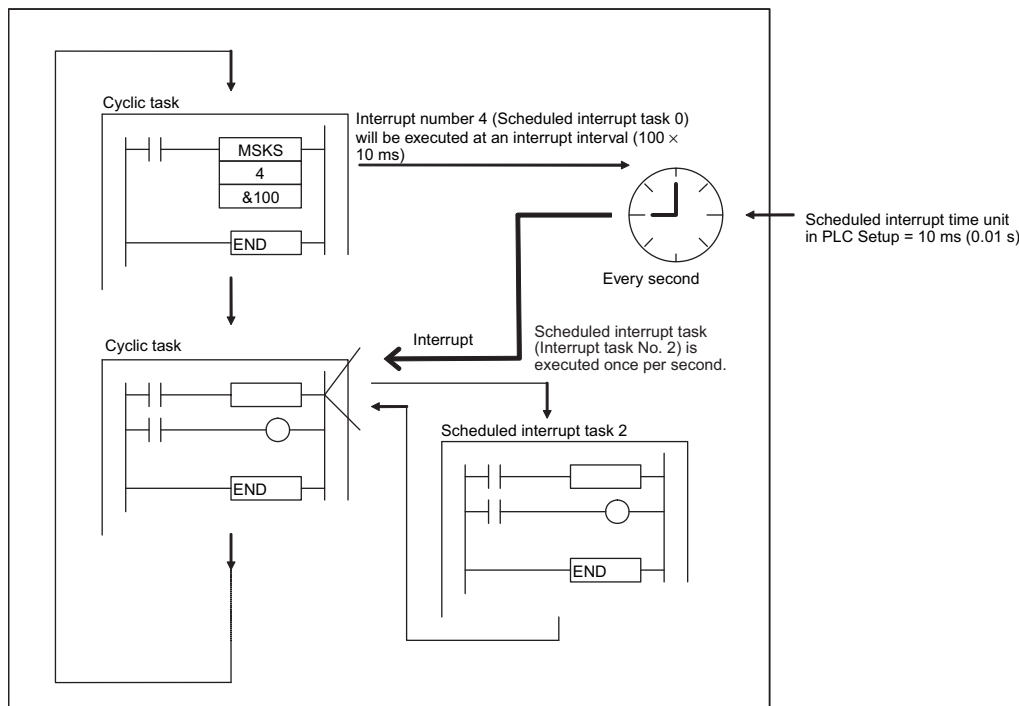 Cyclic task
MSKS
4
&100
END
Interrupt number 4 (Scheduled interrupt task 0)
will be executed at an interrupt interval (100 ×
10 ms)
Scheduled interrupt time unit
in PLC Setup = 10 ms (0.01 s)
Every second
Cyclic task
END
Interrupt
Scheduled interrupt task
(Interrupt task No. 2) is
executed once per second.
Scheduled interrupt task 2
END